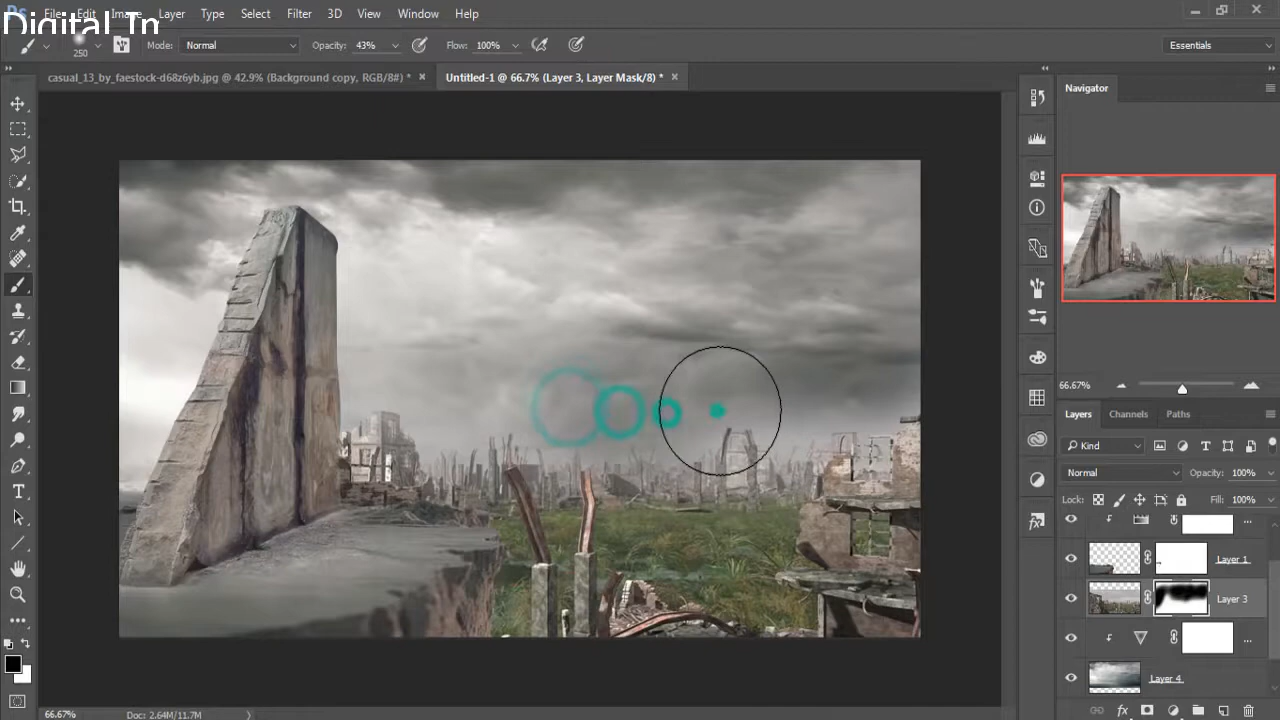 Digital Tm
File Edit Image Layer Type Select Filter 3D View Window Help
250 Mode: Normal Opacity: 43% Flow: 100% Essentials
casual_13_by_faestock-d68z6yb.jpg @ 42.9% (Background copy, RGB/8#) * × Untitled-1 @ 66.7% (Layer 3, Layer Mask/8) * ×
Navigator
66.67%
Layers Channels Paths
Kind
Normal Opacity: 100%
Lock: Fill: 100%
Layer 1
Layer 3
Layer 4
66.67% Doc: 2.64M/11.7M